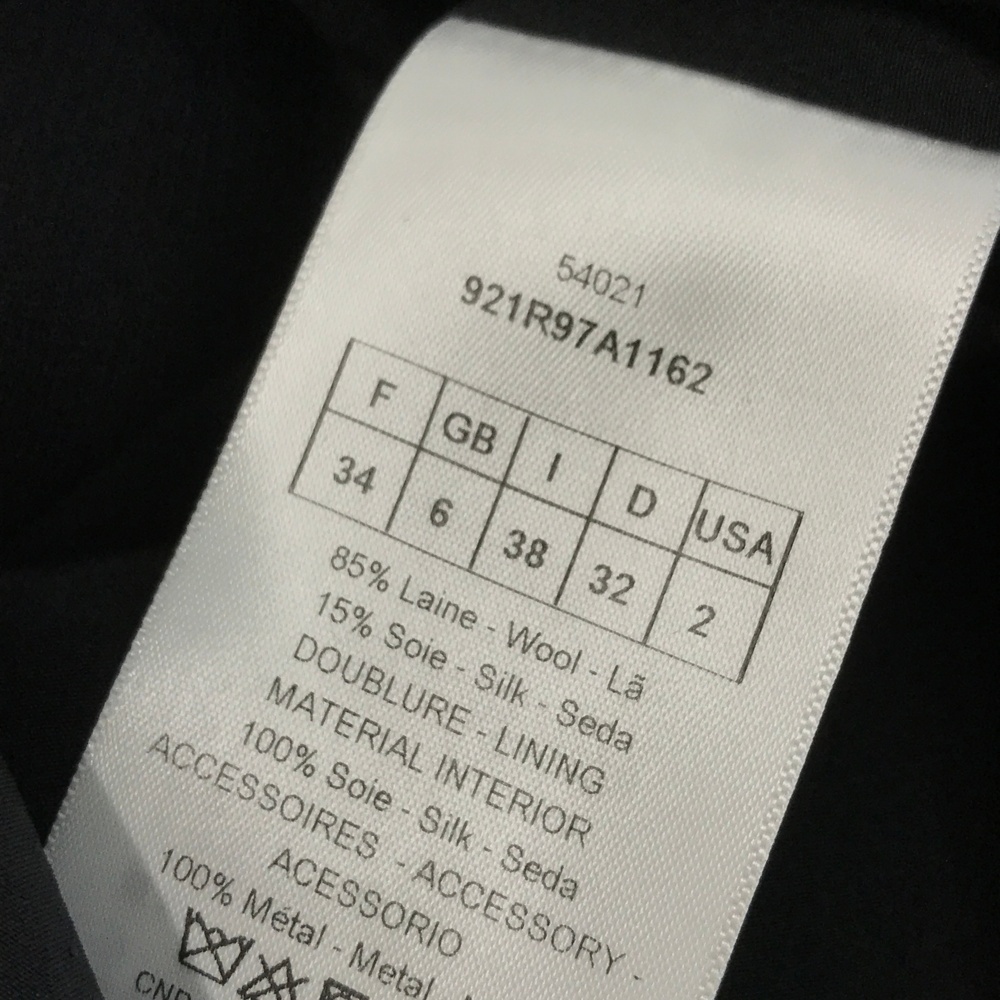 54021
921R97A1162
F GB I D USA
34 6 38 32 2
85% Laine - Wool - Lã
15% Soie - Silk - Seda
DOUBLURE - LINING
MATERIAL INTERIOR
100% Soie - Silk - Seda
ACCESSOIRES - ACCESSORY -
ACESSORIO
100% Métal - Metal